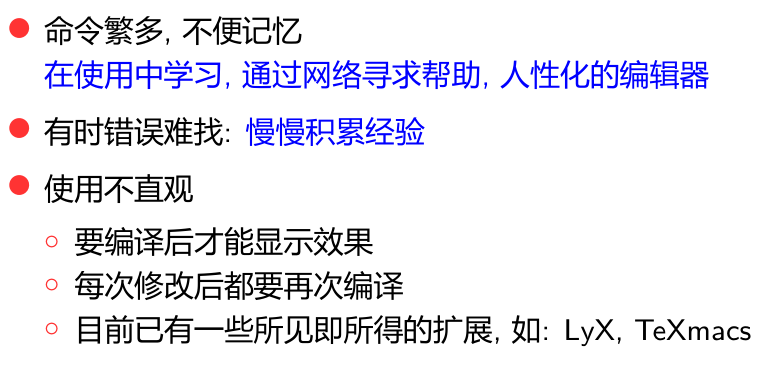 命令繁多, 不便记忆
在使用中学习, 通过网络寻求帮助, 人性化的编辑器
有时错误难找: 慢慢积累经验
使用不直观
要编译后才能显示效果
每次修改后都要再次编译
目前已有一些所见即所得的扩展, 如: LyX, TeXmacs